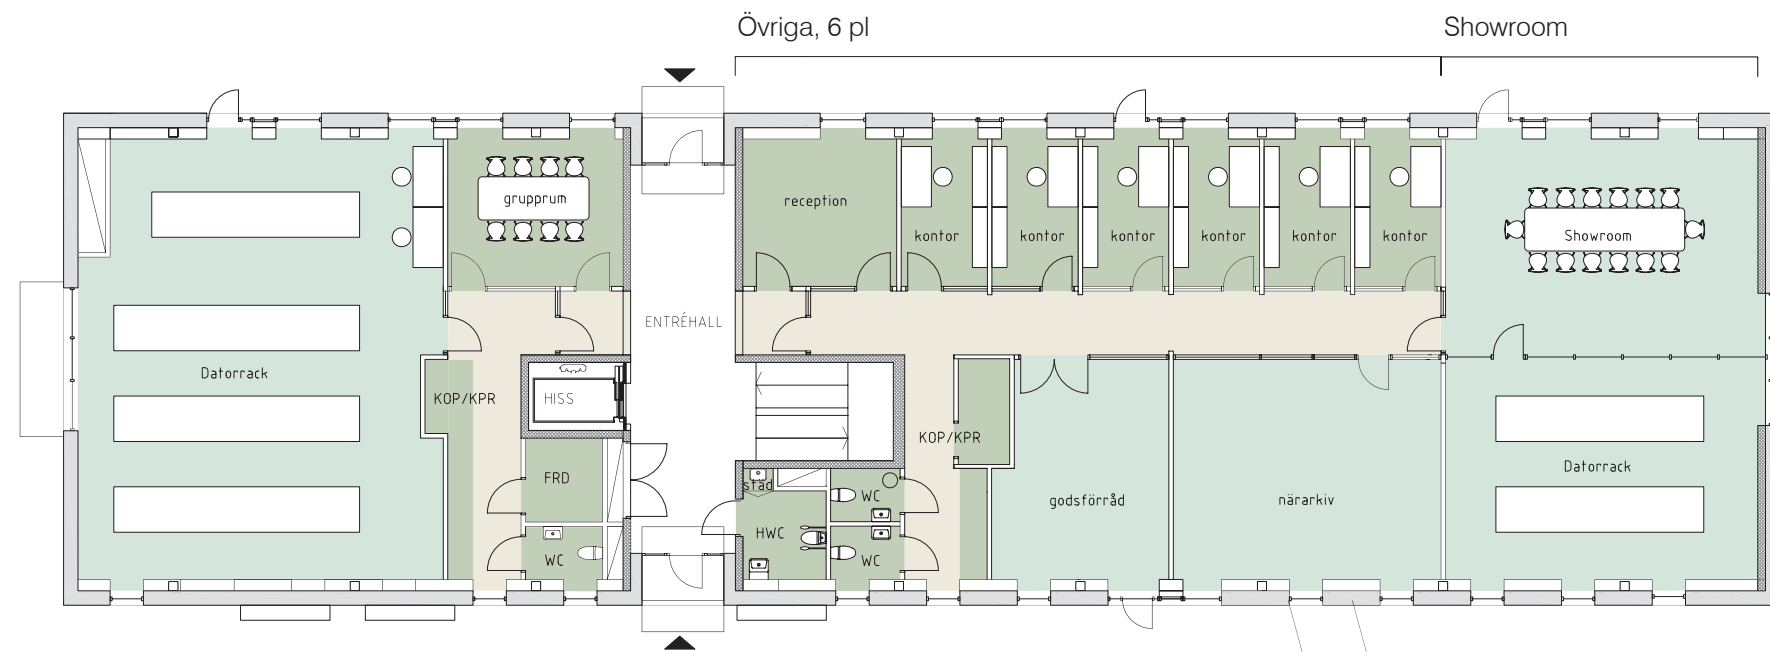 Övriga, 6 pl
Showroom
grupprum
reception
kontor
kontor
kontor
kontor
kontor
kontor
Showroom
ENTRÉHALL
Datorrack
KOP/KPR
HISS
KOP/KPR
FRD
städ
WC
godsförråd
närarkiv
Datorrack
WC
HWC
WC